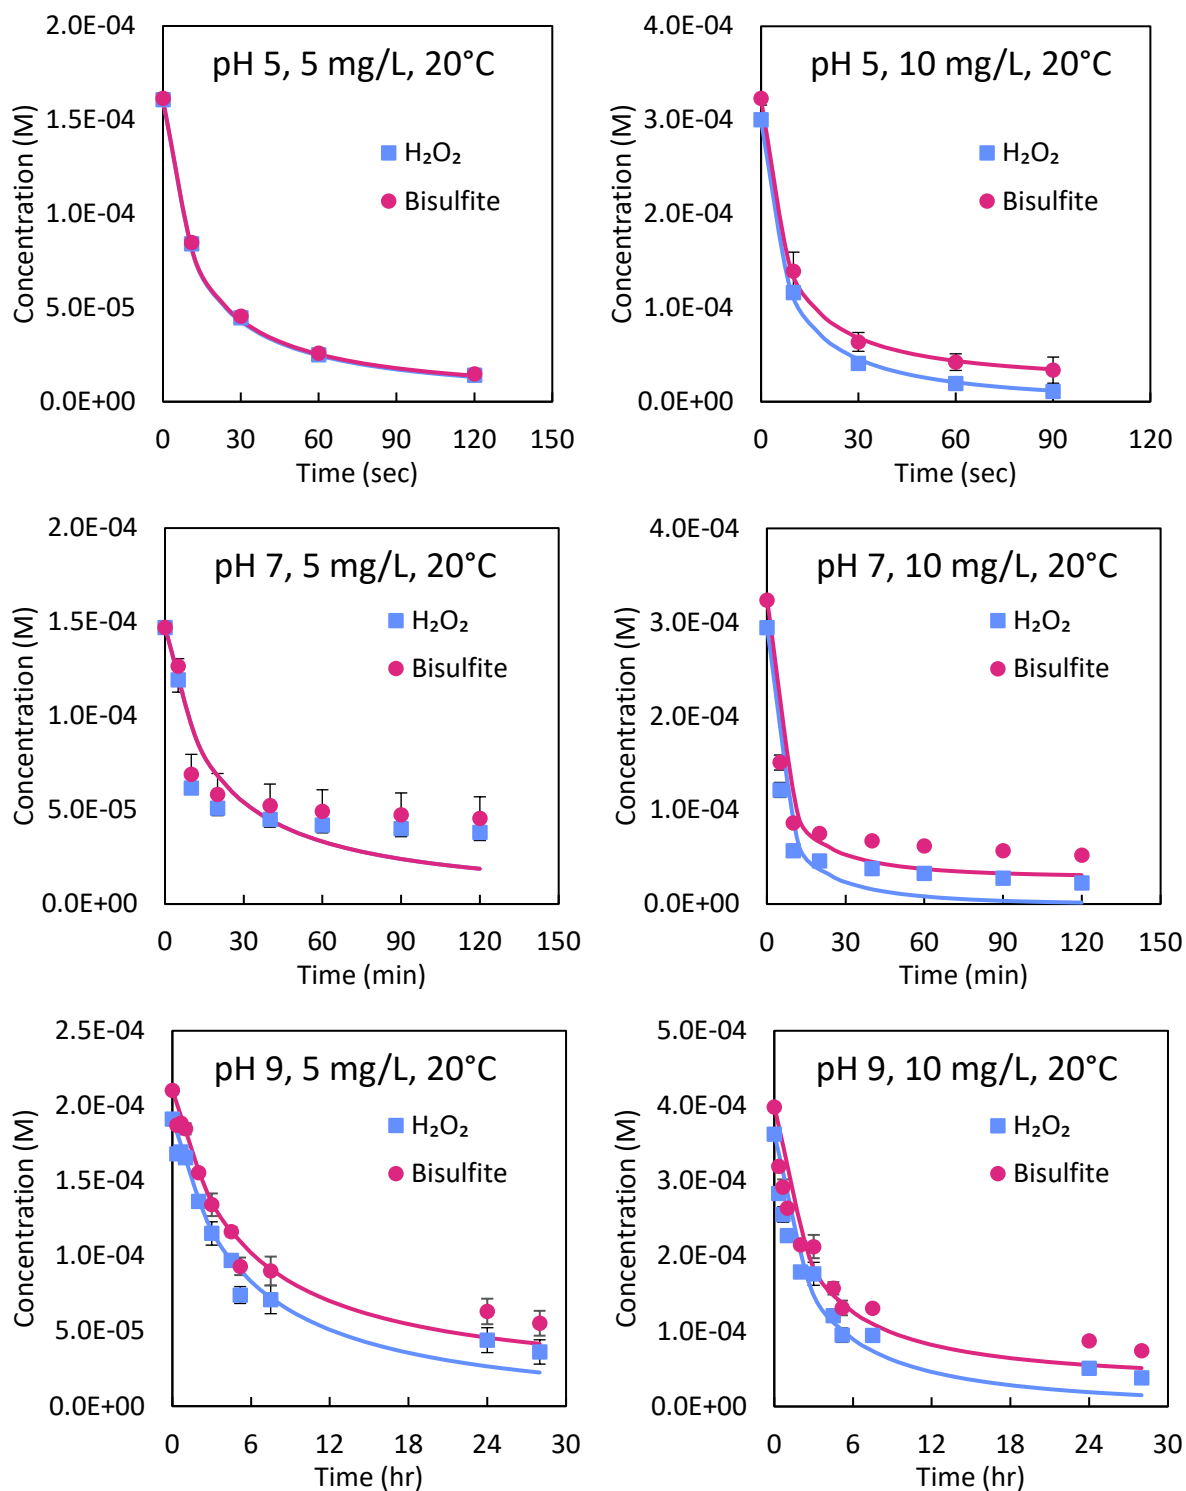 pH 5, 5 mg/L, 20°C
Concentration (M)
2.0E-04
1.5E-04
1.0E-04
5.0E-05
0.0E+00
H₂O₂
Bisulfite
0 30 60 90 120 150
Time (sec)
pH 5, 10 mg/L, 20°C
Concentration (M)
4.0E-04
3.0E-04
2.0E-04
1.0E-04
0.0E+00
H₂O₂
Bisulfite
0 30 60 90 120
Time (sec)
pH 7, 5 mg/L, 20°C
Concentration (M)
2.0E-04
1.5E-04
1.0E-04
5.0E-05
0.0E+00
H₂O₂
Bisulfite
0 30 60 90 120 150
Time (min)
pH 7, 10 mg/L, 20°C
Concentration (M)
4.0E-04
3.0E-04
2.0E-04
1.0E-04
0.0E+00
H₂O₂
Bisulfite
0 30 60 90 120 150
Time (min)
pH 9, 5 mg/L, 20°C
Concentration (M)
2.5E-04
2.0E-04
1.5E-04
1.0E-04
5.0E-05
0.0E+00
H₂O₂
Bisulfite
0 6 12 18 24 30
Time (hr)
pH 9, 10 mg/L, 20°C
Concentration (M)
5.0E-04
4.0E-04
3.0E-04
2.0E-04
1.0E-04
0.0E+00
H₂O₂
Bisulfite
0 6 12 18 24 30
Time (hr)